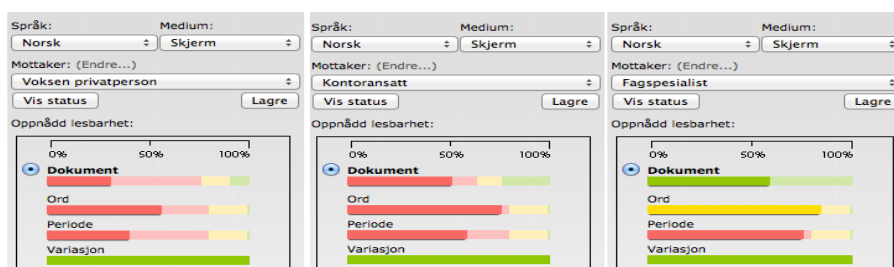 Språk: Medium:
Norsk Skjerm
Mottaker: (Endre...)
Voksen privatperson
Vis status Lagre
Oppnådd lesbarhet:
0% 50% 100%
Dokument
Ord
Periode
Variasjon
Språk: Medium:
Norsk Skjerm
Mottaker: (Endre...)
Kontoransatt
Vis status Lagre
Oppnådd lesbarhet:
0% 50% 100%
Dokument
Ord
Periode
Variasjon
Språk: Medium:
Norsk Skjerm
Mottaker: (Endre...)
Fagspesialist
Vis status Lagre
Oppnådd lesbarhet:
0% 50% 100%
Dokument
Ord
Periode
Variasjon